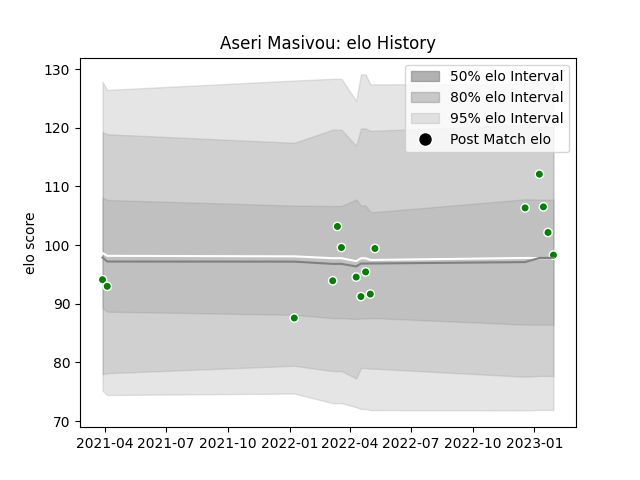 Aseri Masivou: elo History
130
120
110
100
90
80
70
elo score
50% elo Interval
80% elo Interval
95% elo Interval
Post Match elo
2021-04 2021-07 2021-10 2022-01 2022-04 2022-07 2022-10 2023-01